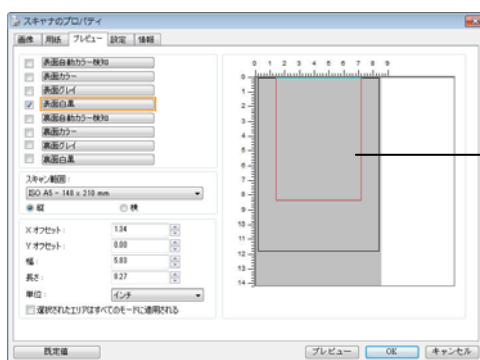 スキャナのプロパティ
画像 用紙 プレビュー 設定 情報
表面自動カラー検知
表面カラー
表面グレイ
表面白黒
裏面自動カラー検知
裏面カラー
裏面グレイ
裏面白黒
スキャン範囲:
ISO A5 - 148 x 210 mm
縦 横
Xオフセット: 1.34
Yオフセット: 0.00
幅: 5.83
長さ: 8.27
単位: インチ
選択されたエリアはすべてのモードに適用される
0 1 2 3 4 5 6 7 8 9
0
1
2
3
4
5
6
7
8
9
10
11
12
13
14
既定値 プレビュー OK キャンセル